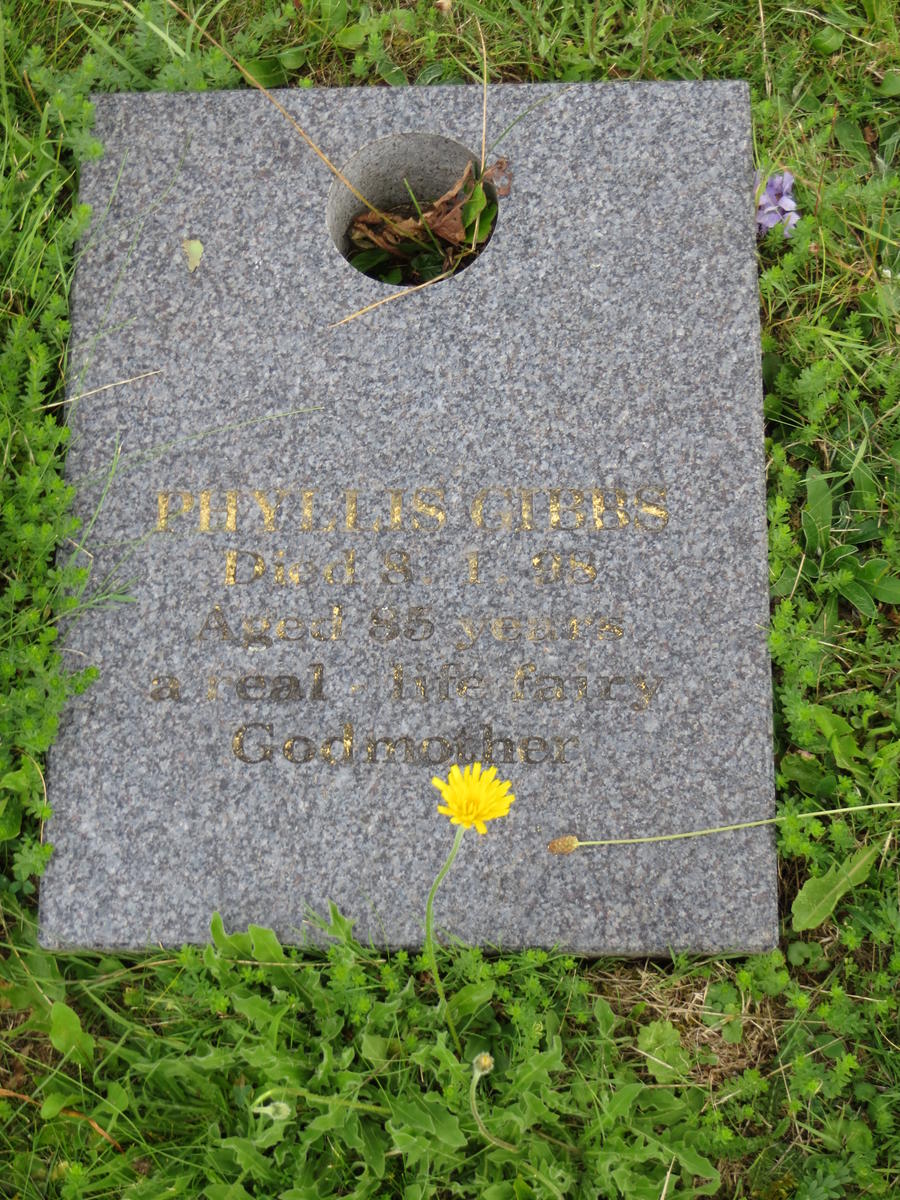 PHYLLIS GIBBS
Died 8. 1. 98
Aged 85 years
a real - life fairy
Godmother